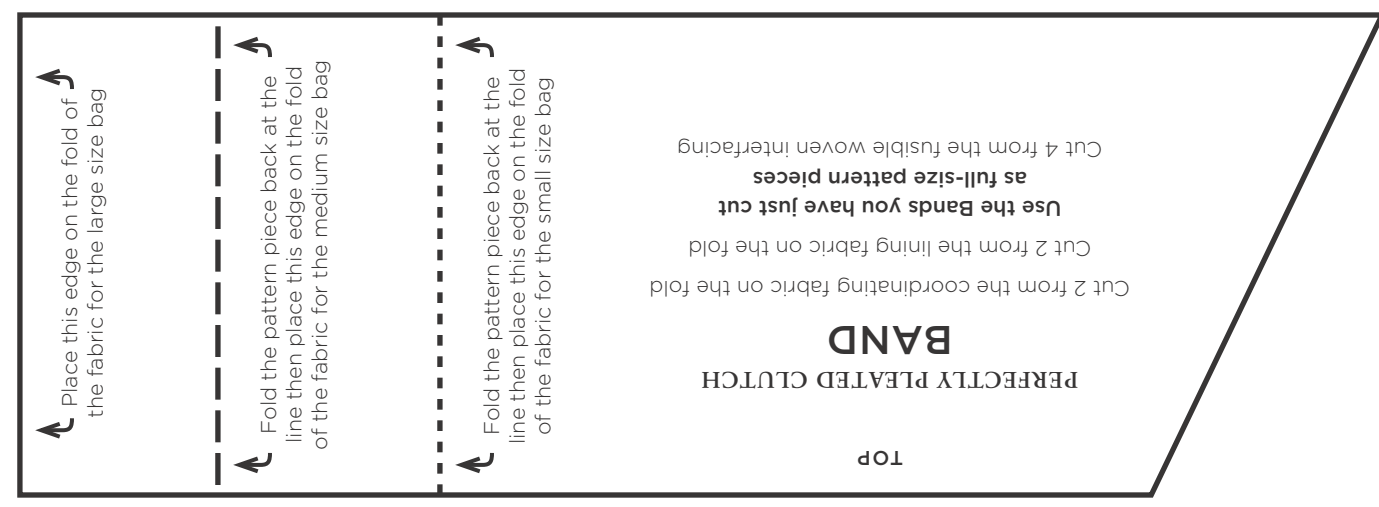 Place this edge on the fold of
the fabric for the large size bag
Fold the pattern piece back at the
line then place this edge on the fold
of the fabric for the medium size bag
Fold the pattern piece back at the
line then place this edge on the fold
of the fabric for the small size bag
TOP
PERFECTLY PLEATED CLUTCH
BAND
Cut 2 from the coordinating fabric on the fold
Cut 2 from the lining fabric on the fold
Use the Bands you have just cut
as full-size pattern pieces
Cut 4 from the fusible woven interfacing